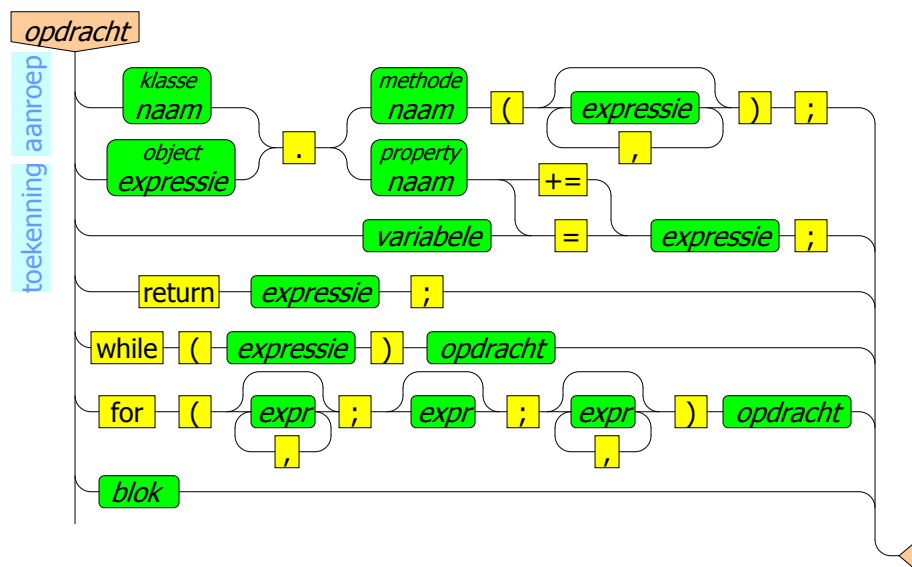 opdracht
aanroep
klasse naam
methode naam ( expressie ) ;
,
object expressie
.
property naam +=
toekenning
variabele = expressie ;
return expressie ;
while ( expressie ) opdracht
for ( expr ; expr ; expr ) opdracht
, ,
blok